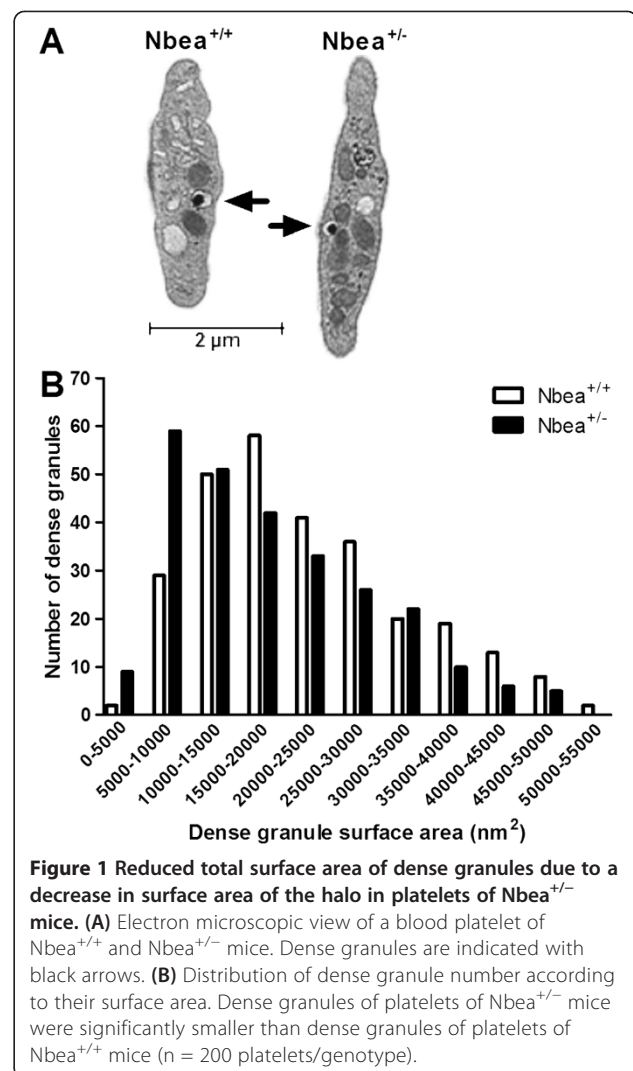 A
Nbea+/+
Nbea+/-
2 µm
B
70
60
50
40
30
20
10
0
Number of dense granules
Nbea+/+
Nbea+/-
0-5000
5000-10000
10000-15000
15000-20000
20000-25000
25000-30000
30000-35000
35000-40000
40000-45000
45000-50000
50000-55000
Dense granule surface area (nm²)
Figure 1 Reduced total surface area of dense granules due to a
decrease in surface area of the halo in platelets of Nbea+/−
mice. (A) Electron microscopic view of a blood platelet of
Nbea+/+ and Nbea+/− mice. Dense granules are indicated with
black arrows. (B) Distribution of dense granule number according
to their surface area. Dense granules of platelets of Nbea+/− mice
were significantly smaller than dense granules of platelets of
Nbea+/+ mice (n = 200 platelets/genotype).